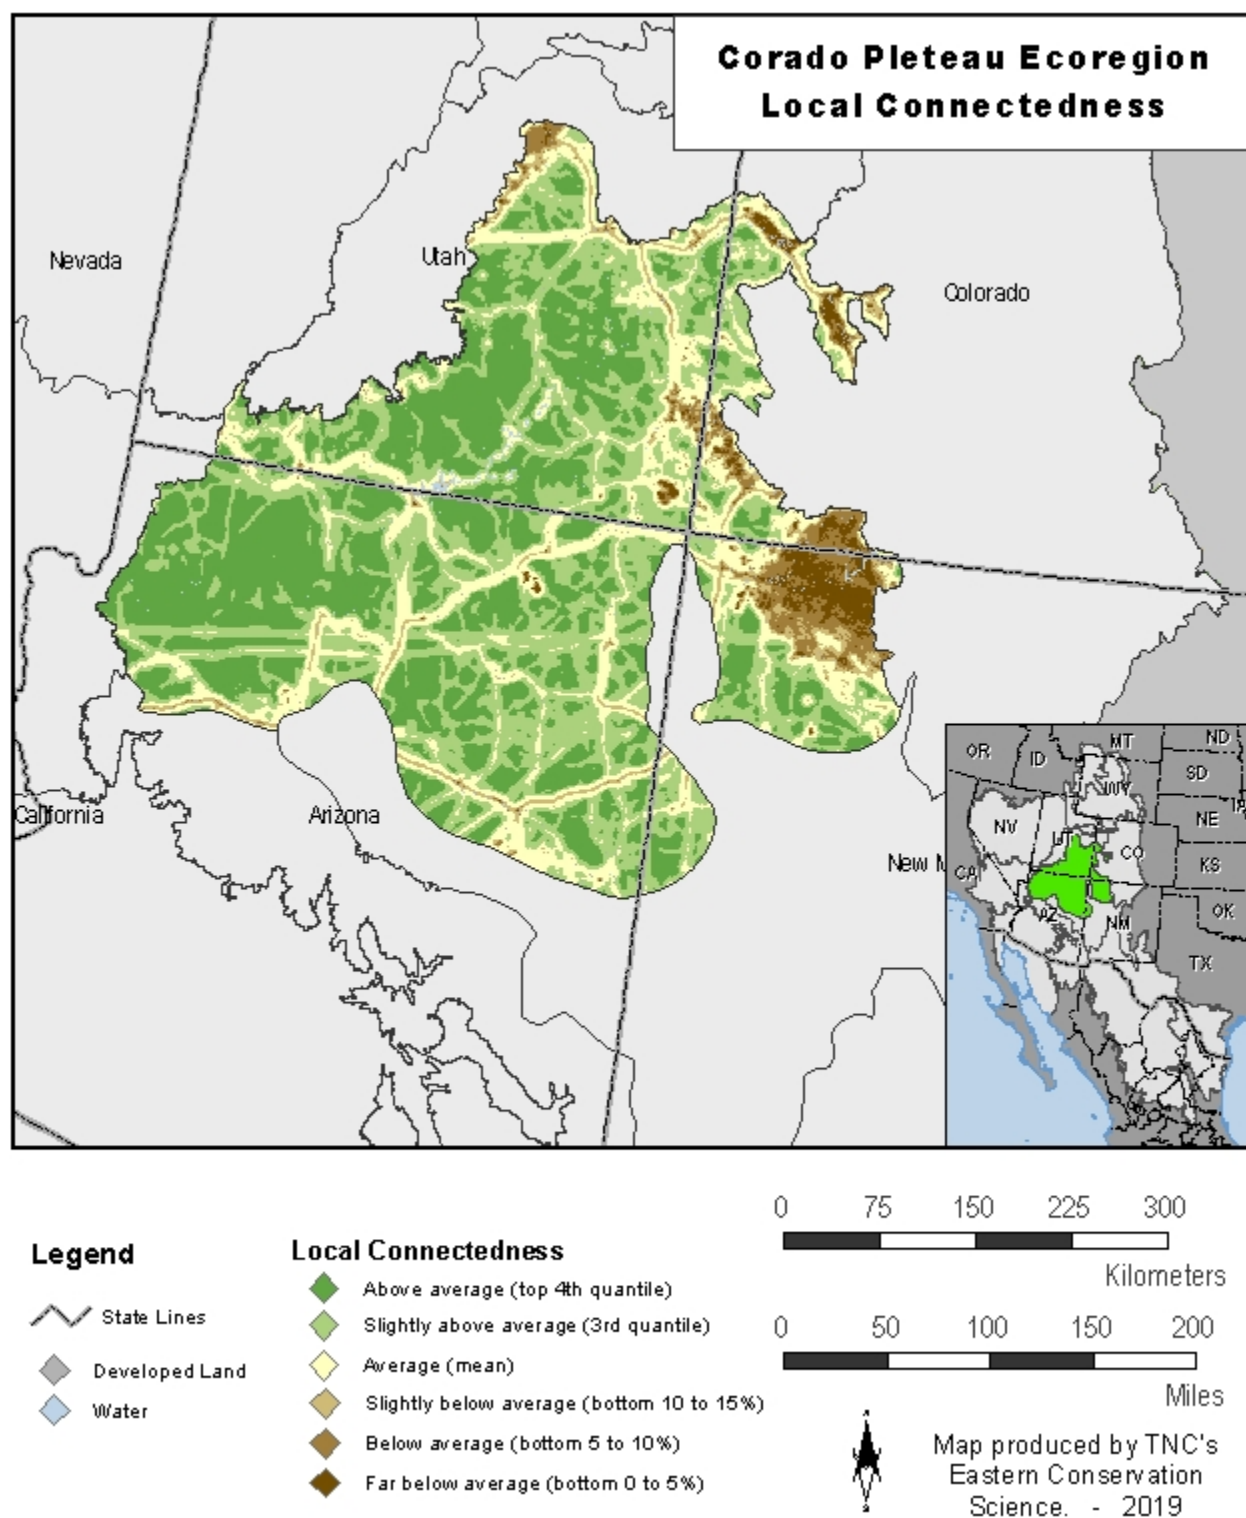 Corado Pleteau Ecoregion
Local Connectedness
Nevada
Utah
Colorado
California
Arizona
New M
OR
ID
MT
ND
SD
WY
IA
NV
UT
NE
CO
CA
KS
AZ
NM
OK
TX
Legend
State Lines
Developed Land
Water
Local Connectedness
Above average (top 4th quantile)
Slightly above average (3rd quantile)
Average (mean)
Slightly below average (bottom 10 to 15%)
Below average (bottom 5 to 10%)
Far below average (bottom 0 to 5%)
0 75 150 225 300
Kilometers
0 50 100 150 200
Miles
Map produced by TNC's
Eastern Conservation
Science. - 2019